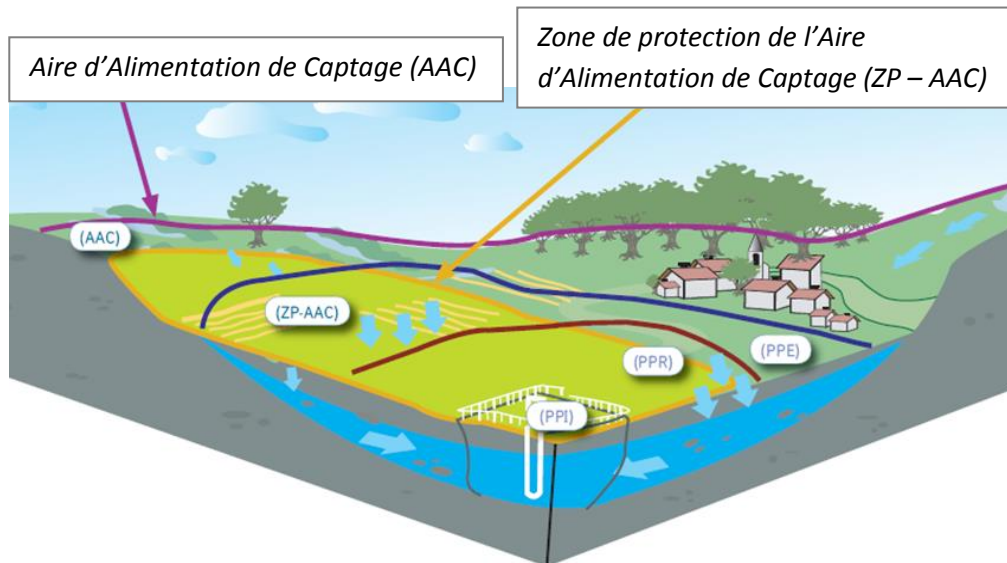 Aire d’Alimentation de Captage (AAC)
Zone de protection de l’Aire
d’Alimentation de Captage (ZP – AAC)
(AAC)
(ZP-AAC)
(PPR)
(PPE)
(PPI)